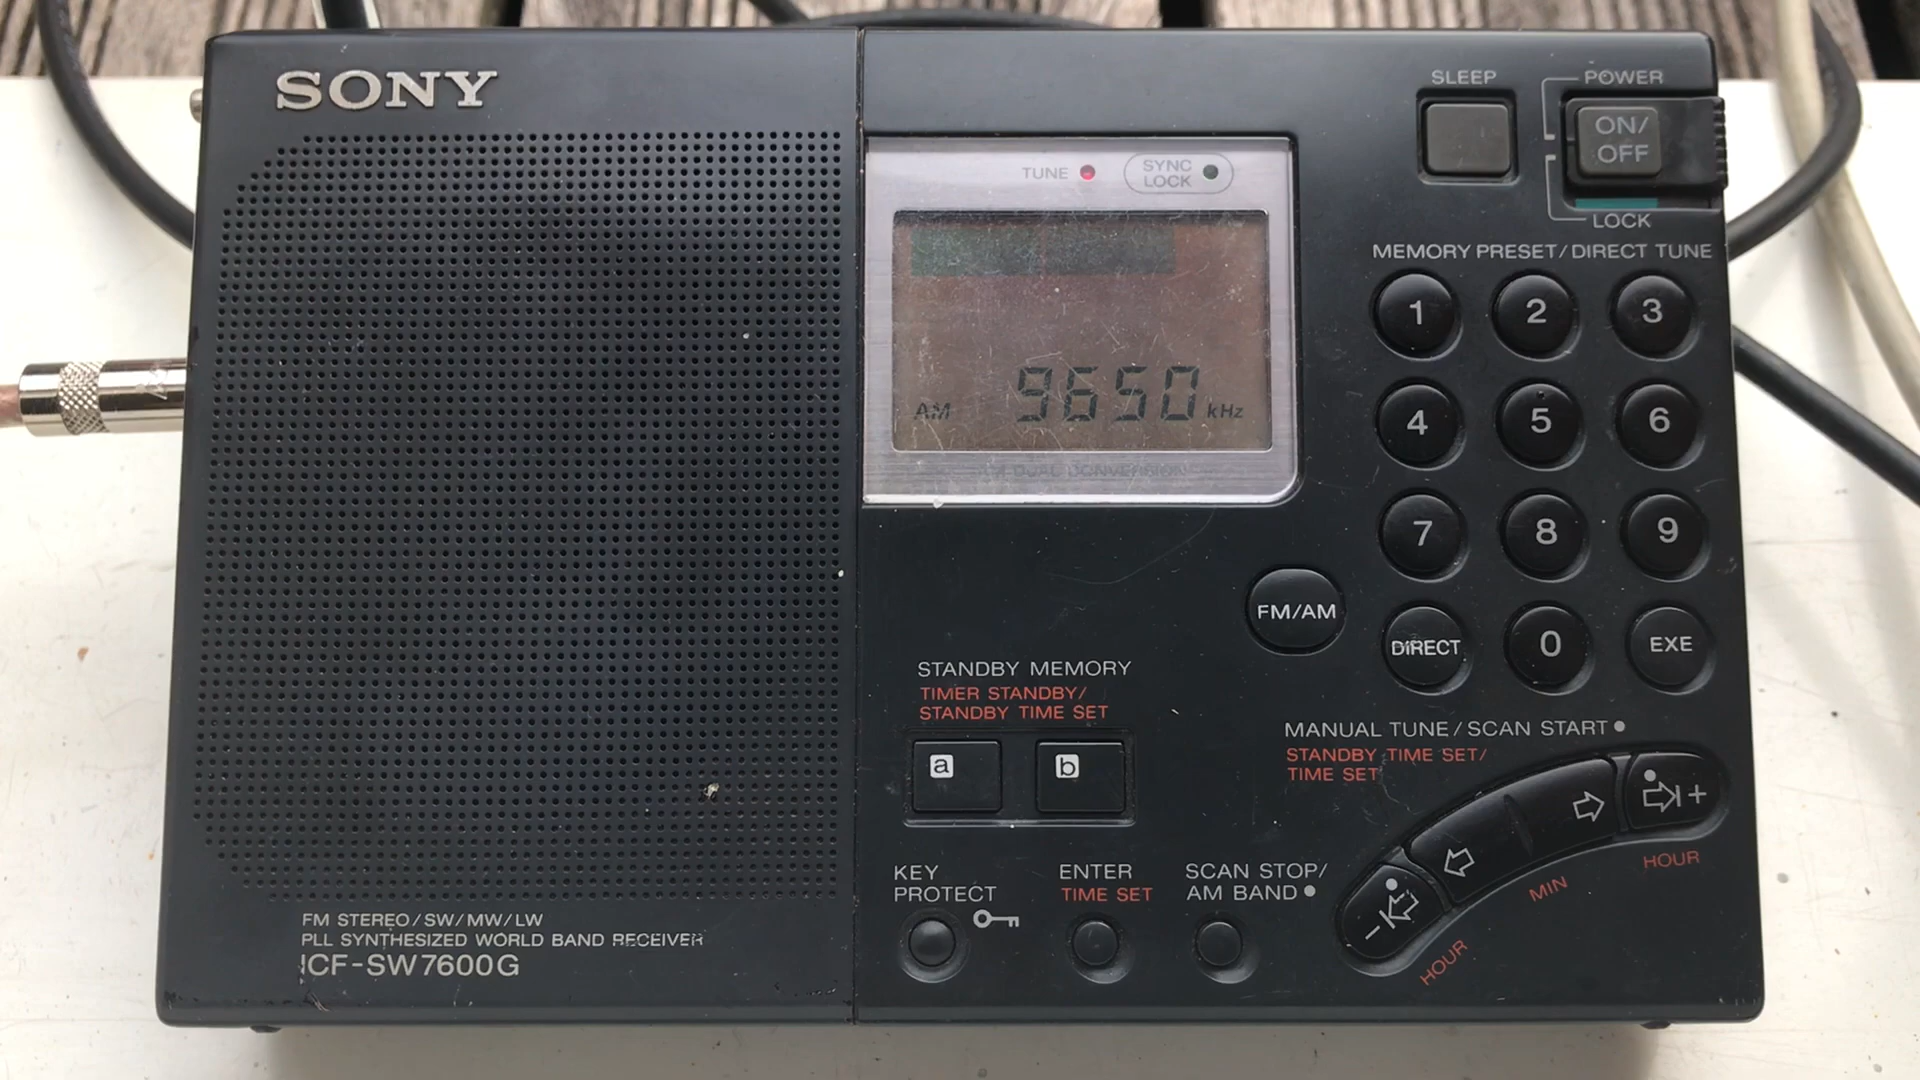 SONY
SLEEP
POWER
ON/
OFF
LOCK
TUNE
SYNC
LOCK
MEMORY PRESET/DIRECT TUNE
AM 9650 kHz
AM DUAL CONVERSION
1 2 3
4 5 6
7 8 9
FM/AM
DIRECT 0 EXE
STANDBY MEMORY
TIMER STANDBY/
STANDBY TIME SET
a b
MANUAL TUNE/SCAN START
STANDBY TIME SET/
TIME SET
+
HOUR
MIN
-
HOUR
KEY
PROTECT
ENTER
TIME SET
SCAN STOP/
AM BAND
FM STEREO/SW/MW/LW
PLL SYNTHESIZED WORLD BAND RECEIVER
ICF-SW7600G